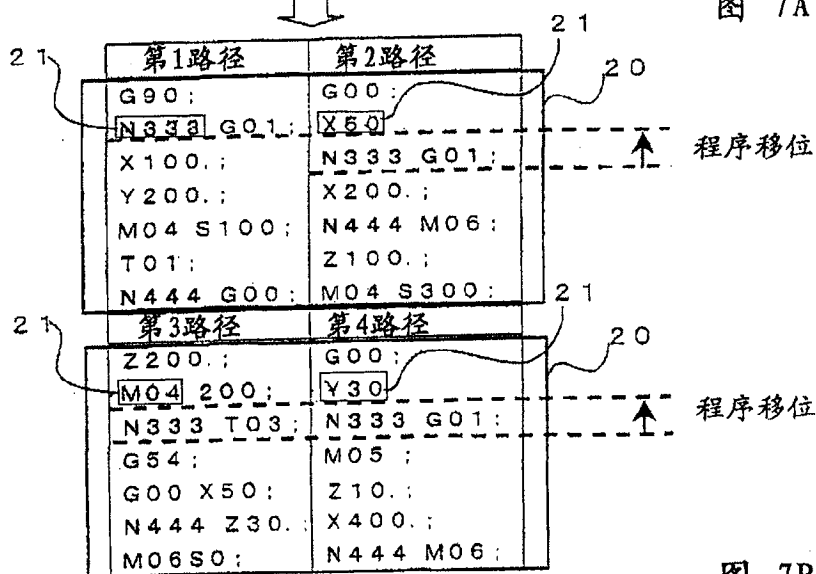 图 7A
21
21
20
第1路径 第2路径
G90; G00;
N333 G01; X50
程序移位
X100.; N333 G01;
Y200.; X200.;
M04 S100; N444 M06;
T01; Z100.;
N444 G00; M04 S300;
21
21
20
第3路径 第4路径
Z200.; G00;
M04 200; Y30
程序移位
N333 T03; N333 G01;
G54; M05 ;
G00 X50; Z10.;
N444 Z30.; X400.;
M06S0; N444 M06;
图 7B